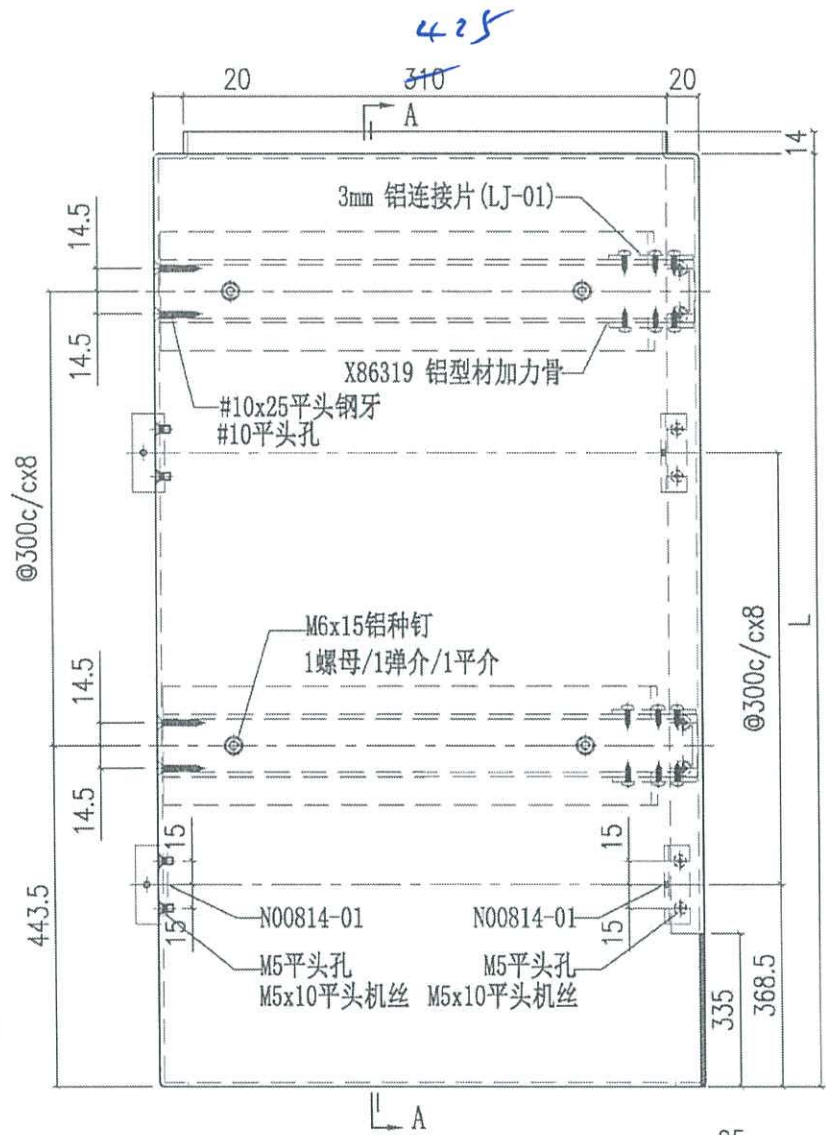 425
20
310
20
A
14
3mm 铝连接片(LJ-01)
14.5
14.5
X86319 铝型材加力骨
#10x25平头钢牙
#10平头孔
@300c/cx8
M6x15铝种钉
1螺母/1弹介/1平介
L
@300c/cx8
14.5
14.5
15
15
443.5
N00814-01
N00814-01
15
15
M5平头孔
M5平头孔
M5x10平头机丝
M5x10平头机丝
335
368.5
A